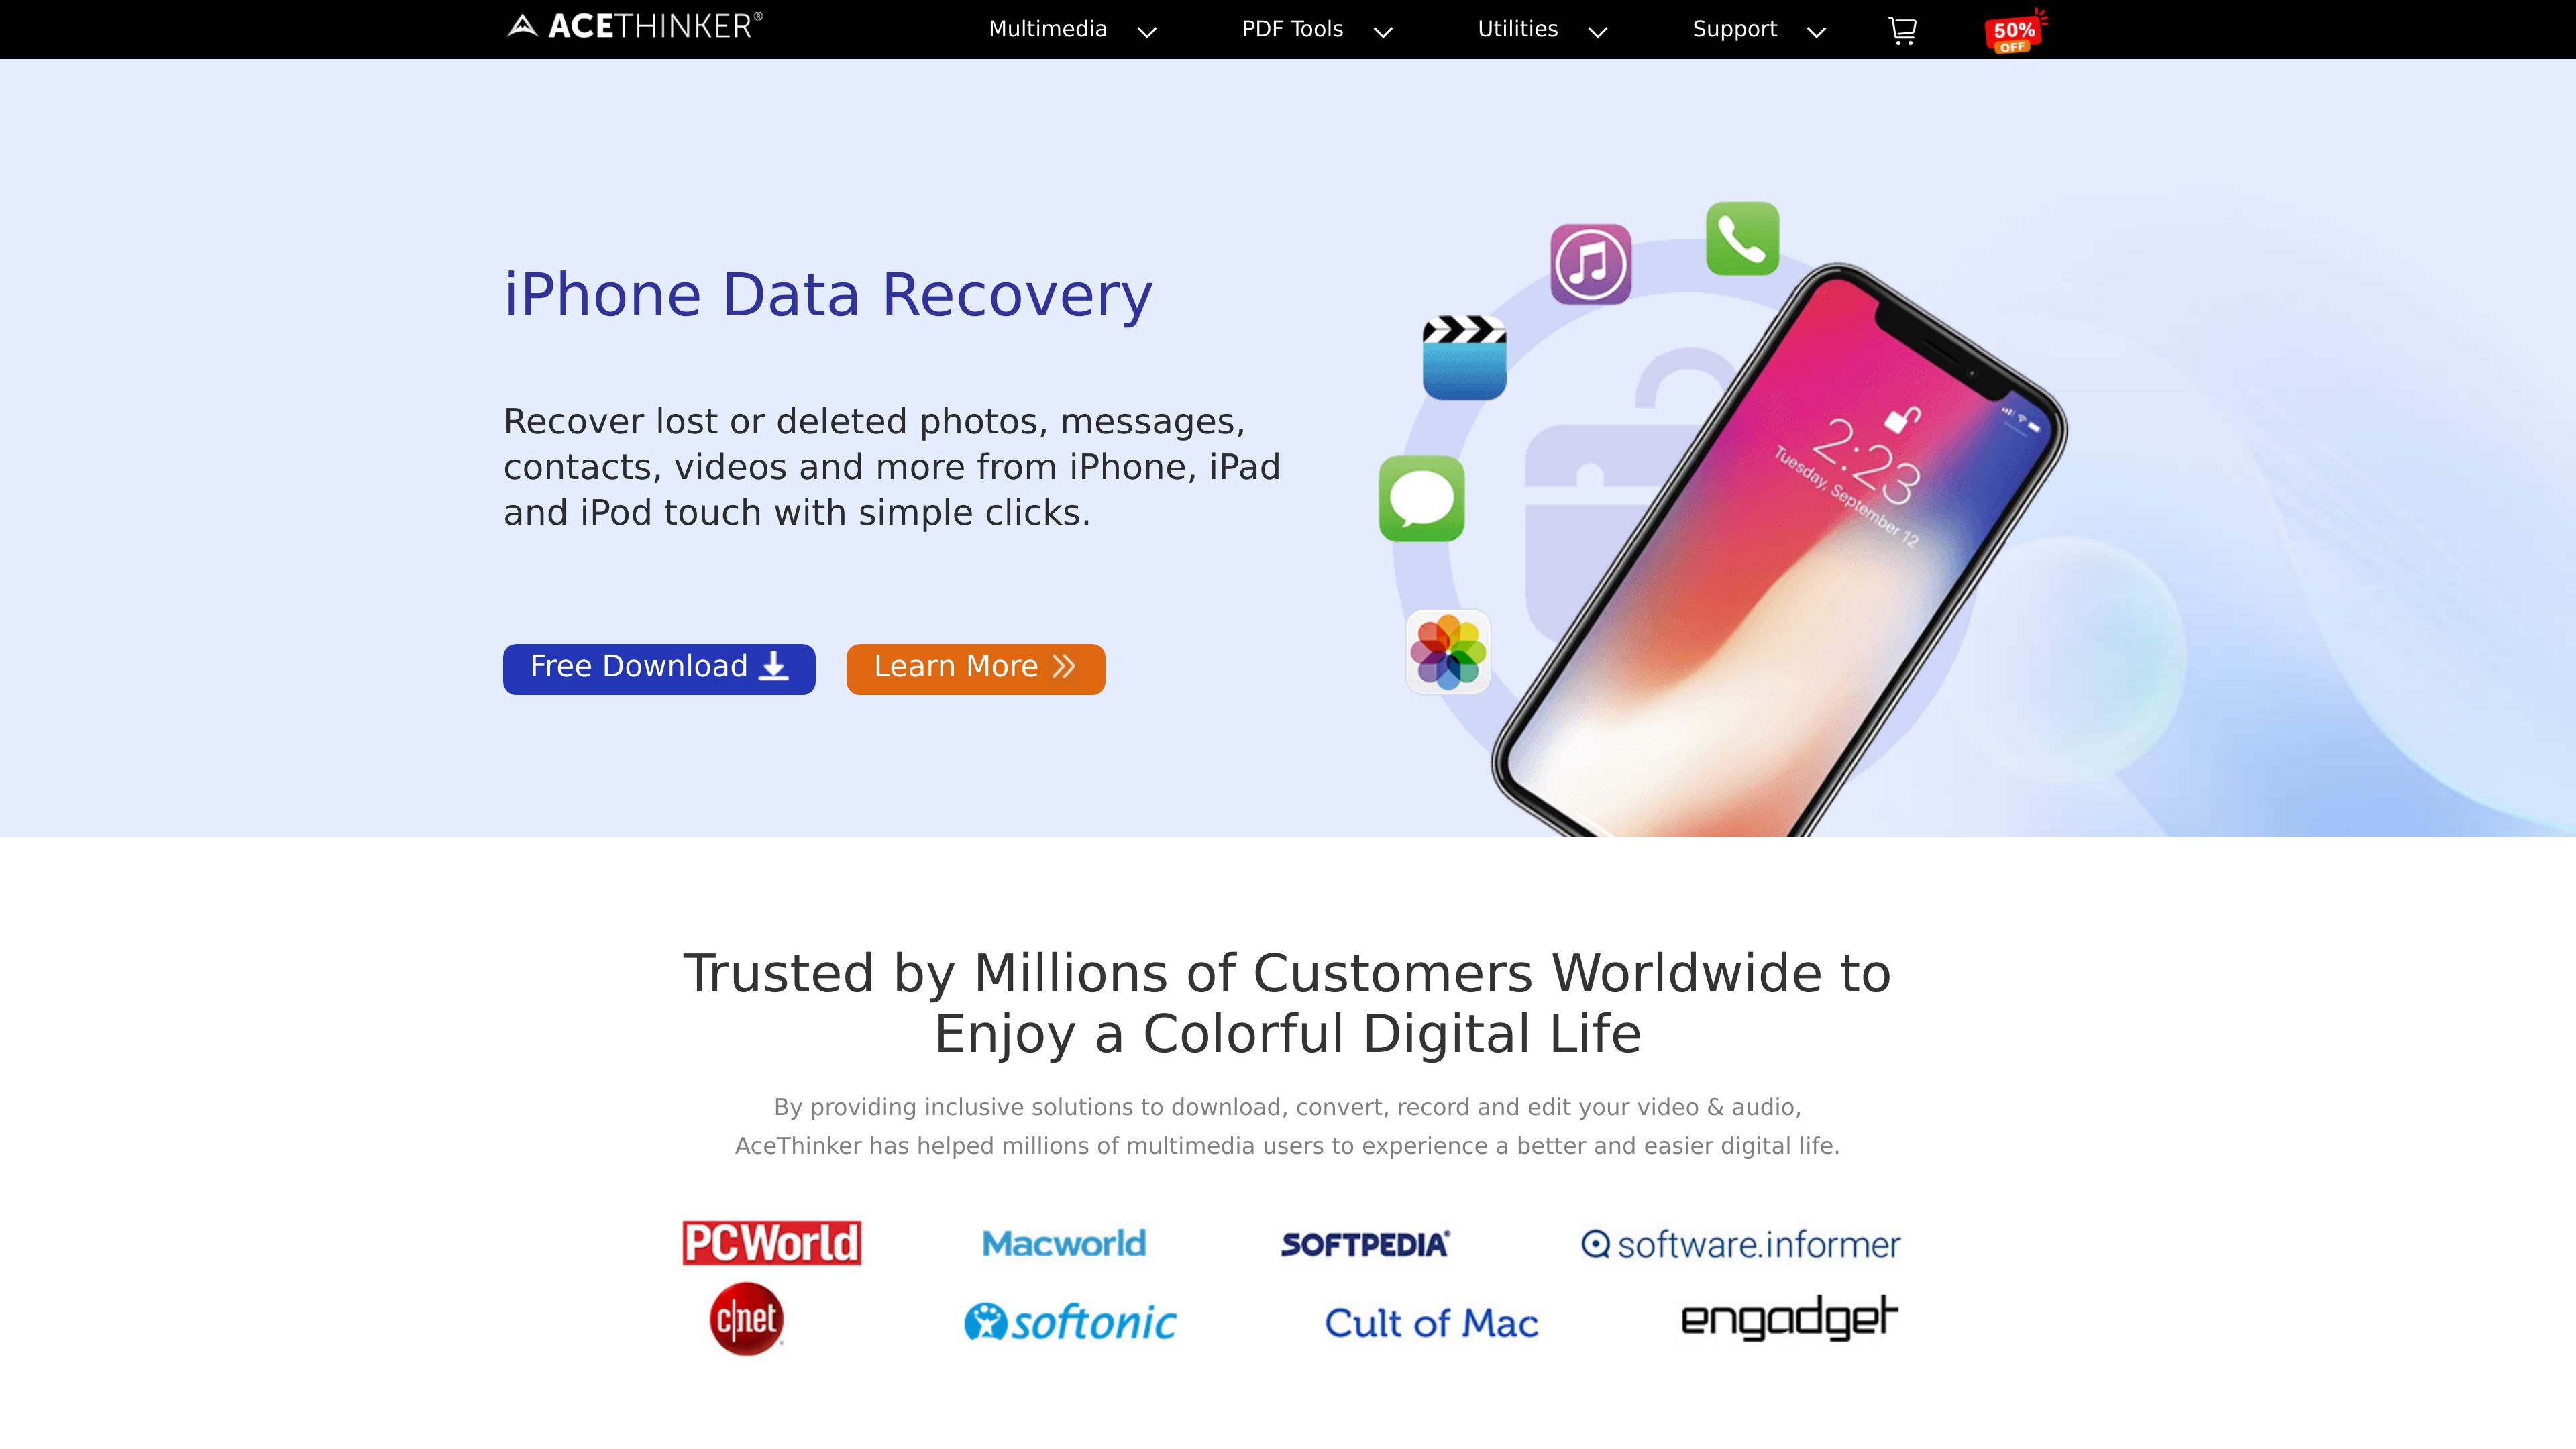 ACETHINKER®
Multimedia
PDF Tools
Utilities
Support
50%
OFF
iPhone Data Recovery
Recover lost or deleted photos, messages,
contacts, videos and more from iPhone, iPad
and iPod touch with simple clicks.
Free Download
Learn More
2:23
Tuesday, September 12
Trusted by Millions of Customers Worldwide to
Enjoy a Colorful Digital Life
By providing inclusive solutions to download, convert, record and edit your video & audio,
AceThinker has helped millions of multimedia users to experience a better and easier digital life.
PCWorld
Macworld
SOFTPEDIA®
software.informer
c|net
softonic
Cult of Mac
engadget